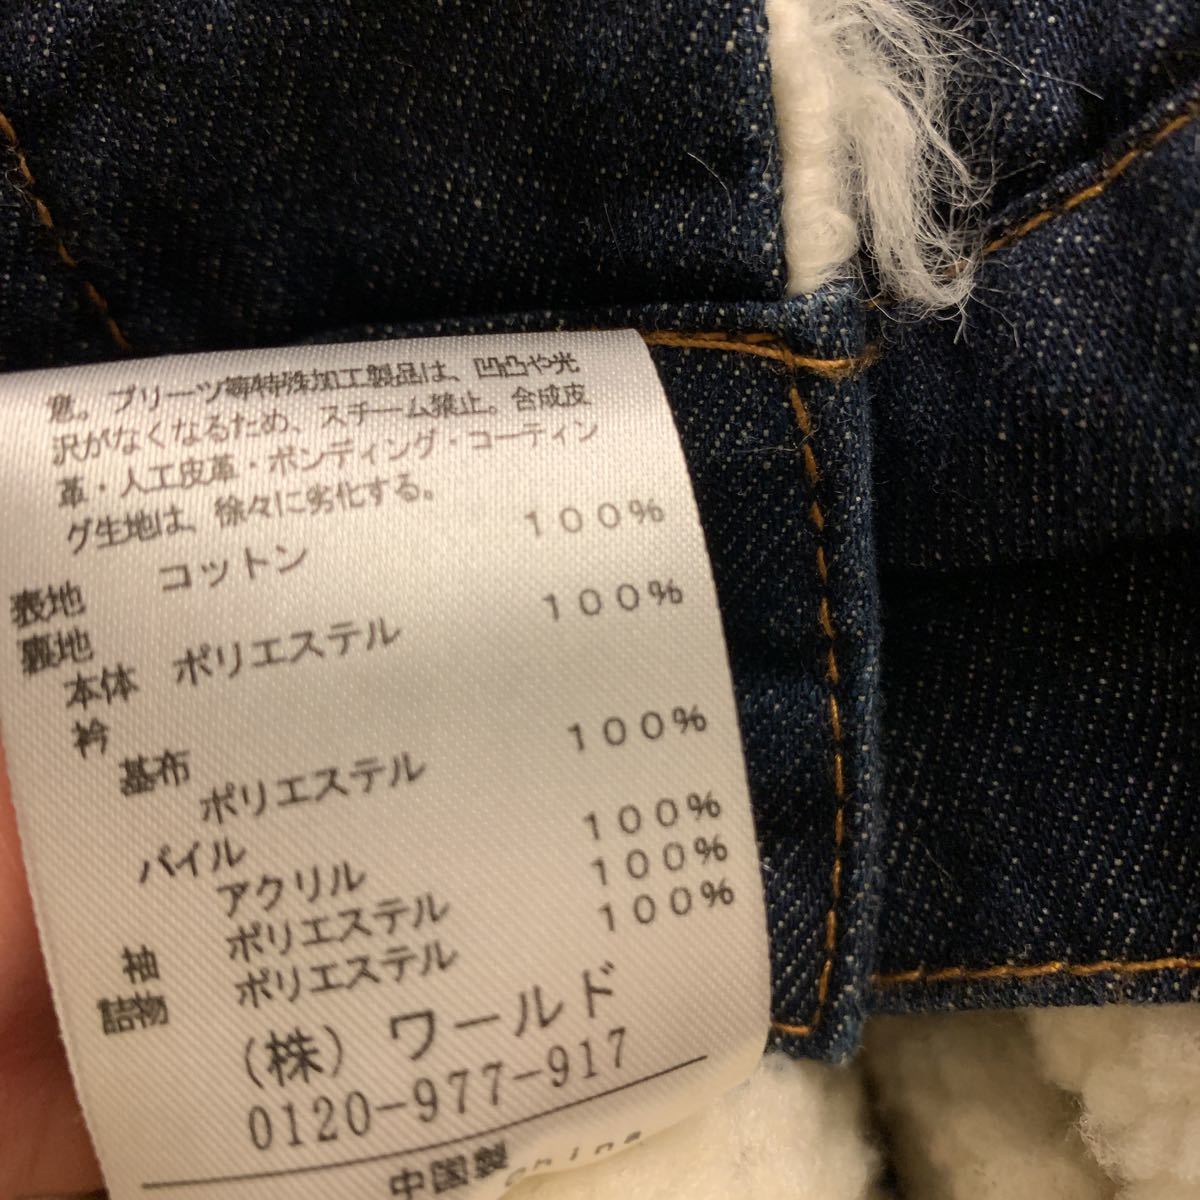 意。プリーツ等特殊加工製品は、凹凸や光
沢がなくなるため、スチーム禁止。合成皮
革・人工皮革・ボンディング・コーティン
グ生地は、徐々に劣化する。
表地 コットン 100%
裏地
本体 ポリエステル 100%
衿
基布
ポリエステル 100%
パイル
アクリル 100%
袖 ポリエステル 100%
詰物 ポリエステル 100%
(株) ワールド
0120-977-917
中国製
China